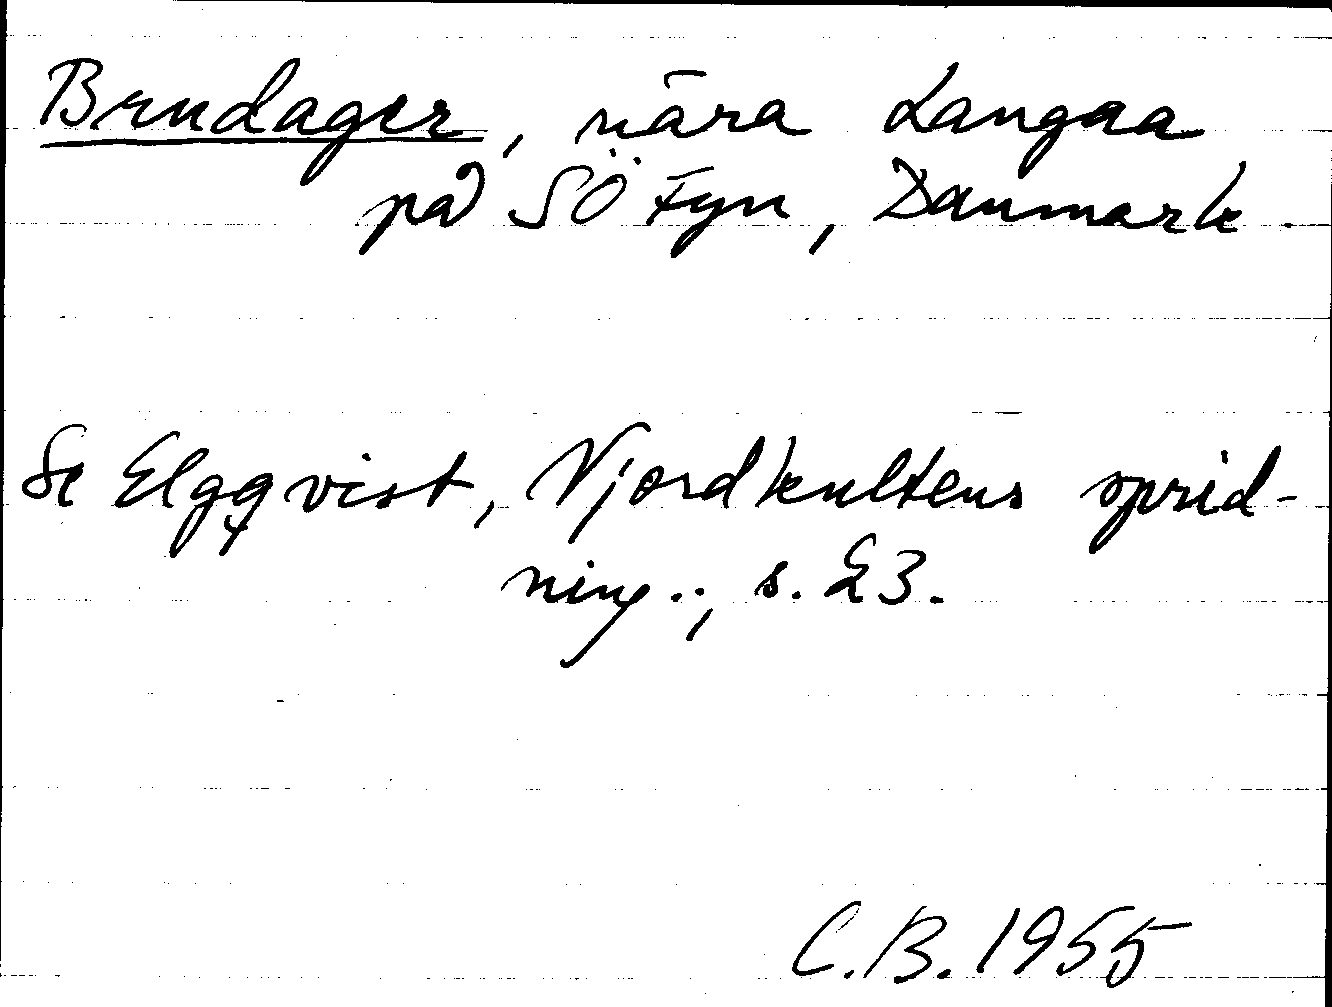 Brudager, nära Langaa
på SÖ Fyn, Danmark.
Se Elgqvist, Njordkultens sprid-
ning.., s. 23.
C.B. 1955